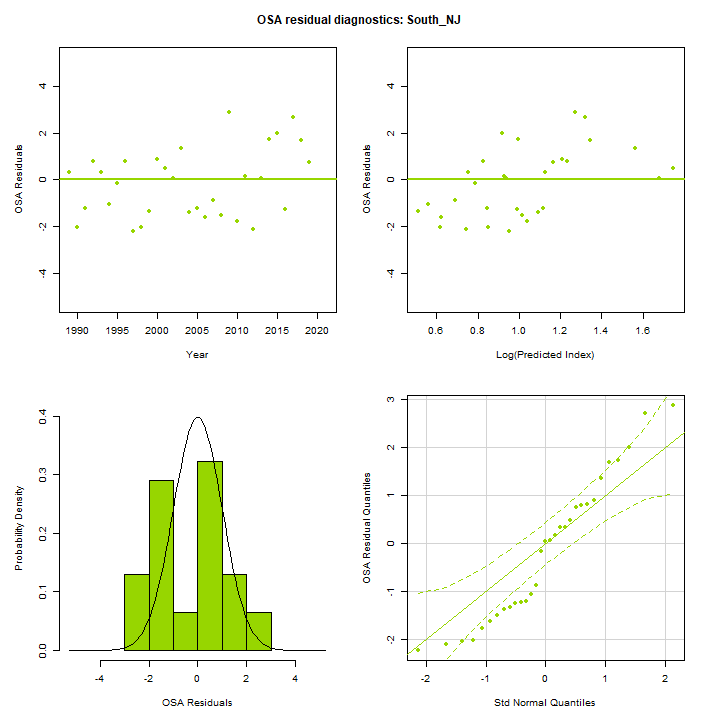 OSA residual diagnostics: South_NJ
OSA Residuals
4
2
0
-2
-4
1990 1995 2000 2005 2010 2015 2020
Year
OSA Residuals
4
2
0
-2
-4
0.6 0.8 1.0 1.2 1.4 1.6
Log(Predicted Index)
Probability Density
0.4
0.3
0.2
0.1
0.0
-4 -2 0 2 4
OSA Residuals
OSA Residual Quantiles
3
2
1
0
-1
-2
-2 -1 0 1 2
Std Normal Quantiles